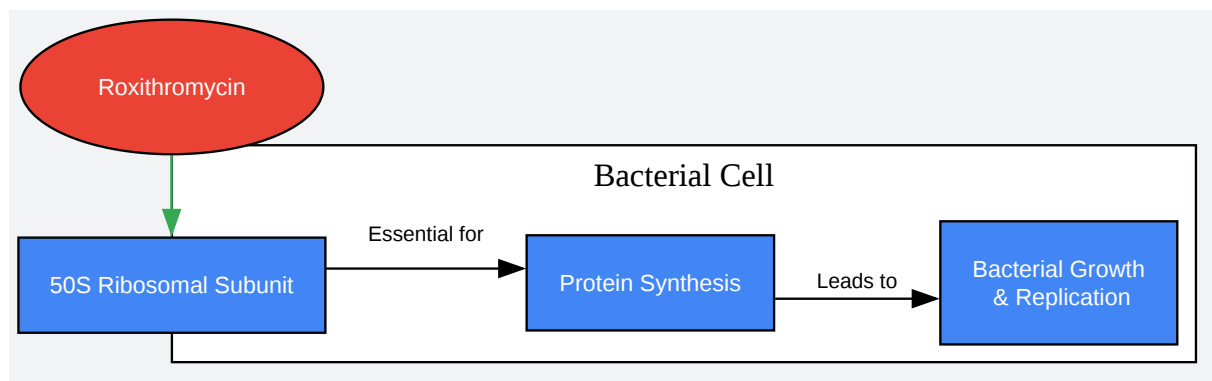 Roxithromycin
Bacterial Cell
Essential for
50S Ribosomal Subunit
Protein Synthesis
Leads to
Bacterial Growth
& Replication